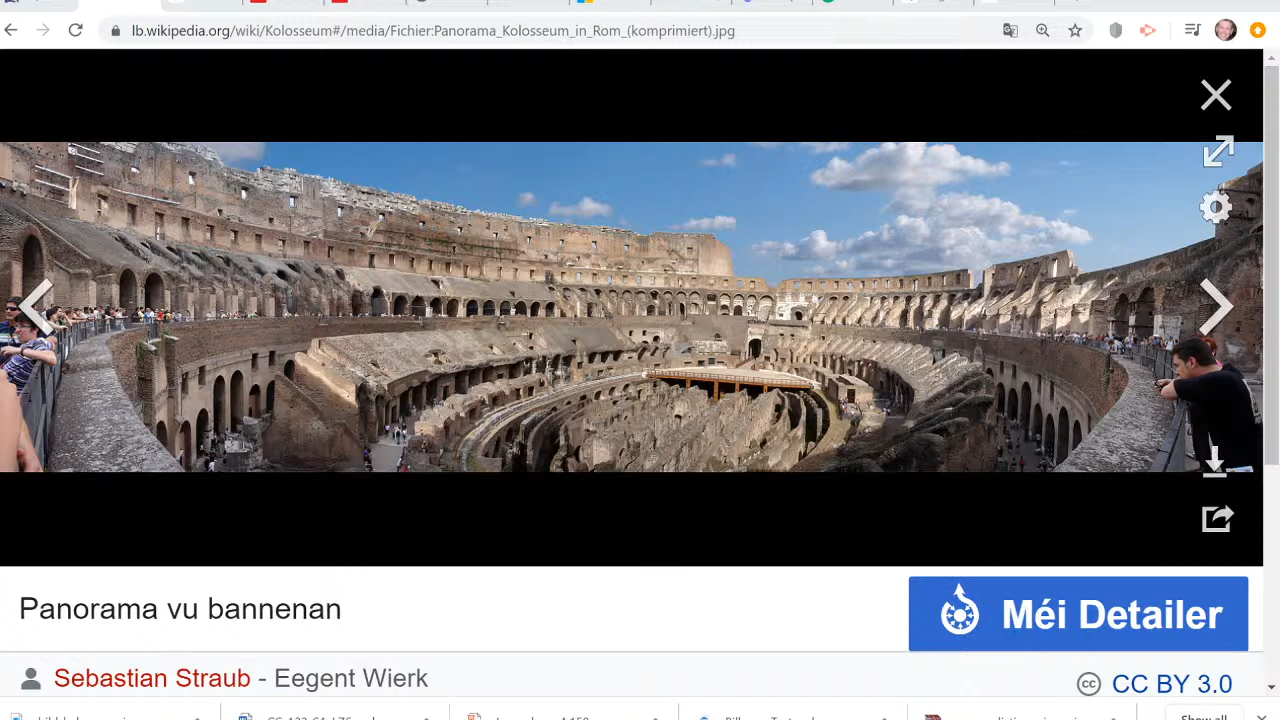 lb.wikipedia.org/wiki/Kolosseum#/media/Fichier:Panorama_Kolosseum_in_Rom_(komprimiert).jpg
Panorama vu bannenan
Méi Detailer
Sebastian Straub - Eegent Wierk
cc CC BY 3.0
Show all